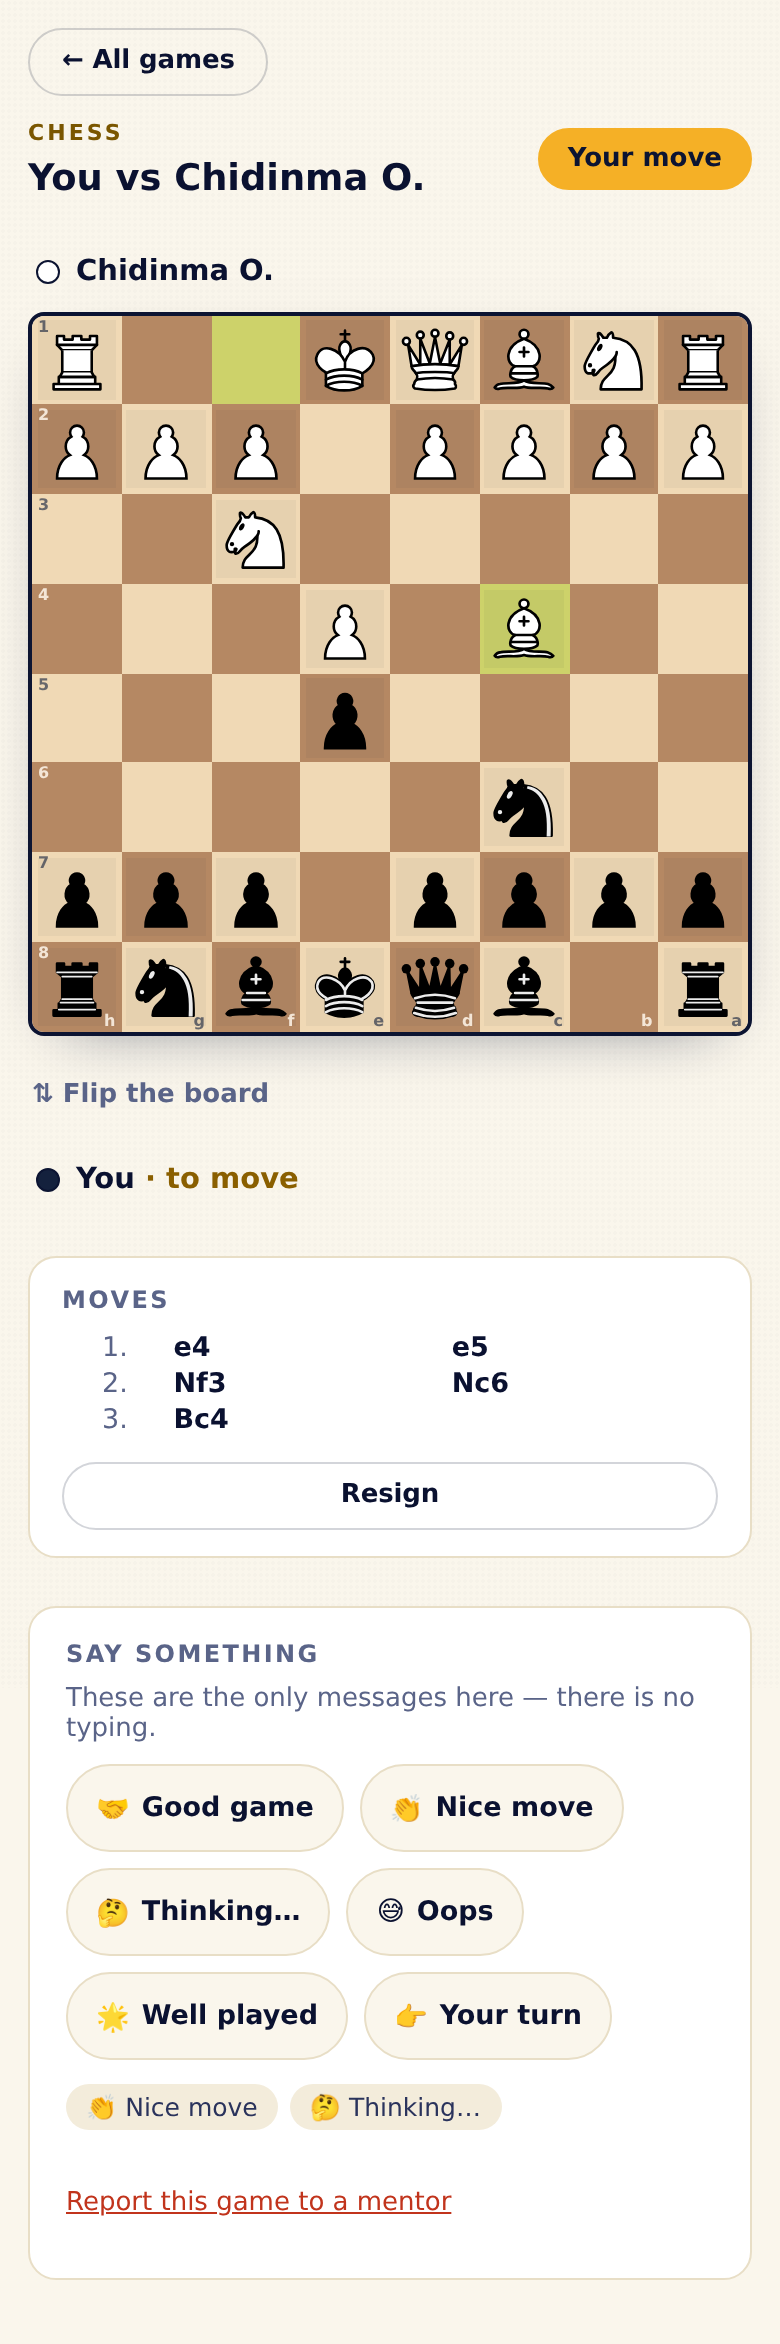 ← All games
CHESS
You vs Chidinma O.
Your move
Chidinma O.
1
2
3
4
5
6
7
8
h g f e d c b a
⇅ Flip the board
You · to move
MOVES
1. e4 e5
2. Nf3 Nc6
3. Bc4
Resign
SAY SOMETHING
These are the only messages here — there is no
typing.
🤝 Good game 👏 Nice move
🤔 Thinking… 😅 Oops
🌟 Well played 👉 Your turn
👏 Nice move 🤔 Thinking…
Report this game to a mentor